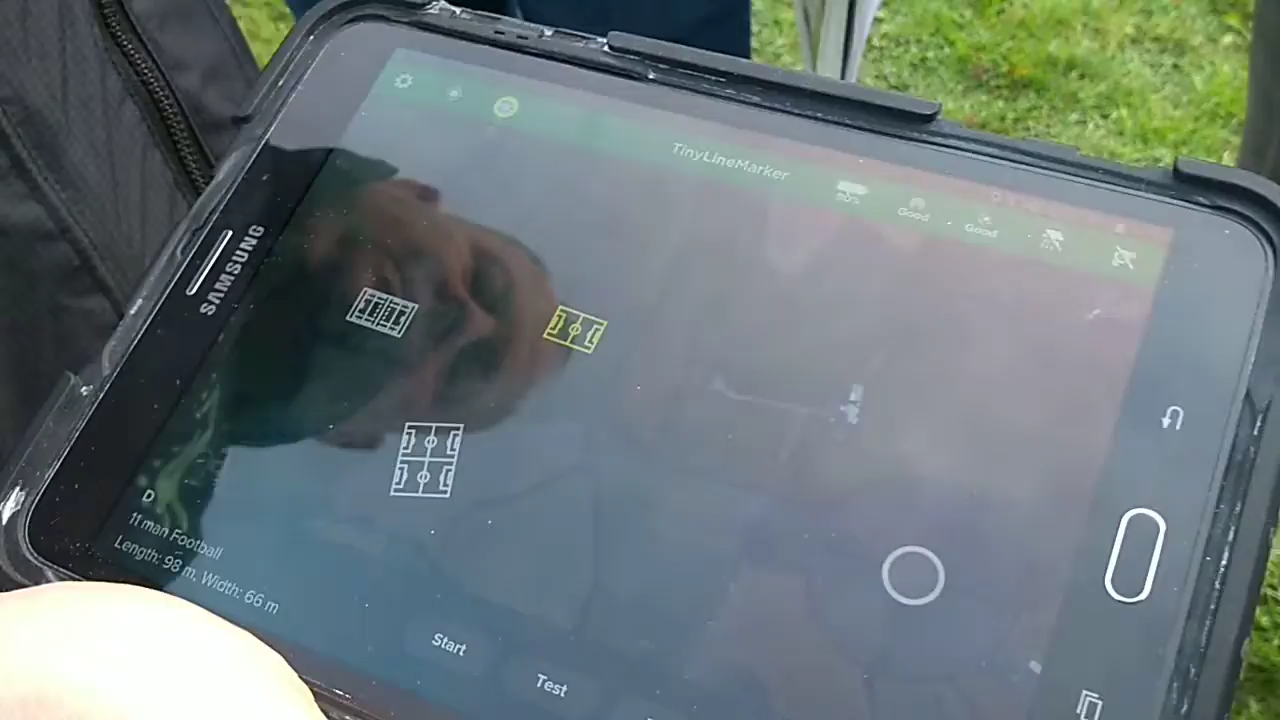 TinyLineMarker
Good
Good
SAMSUNG
D
11 man Football
Length: 98 m, Width: 66 m
Start
Test